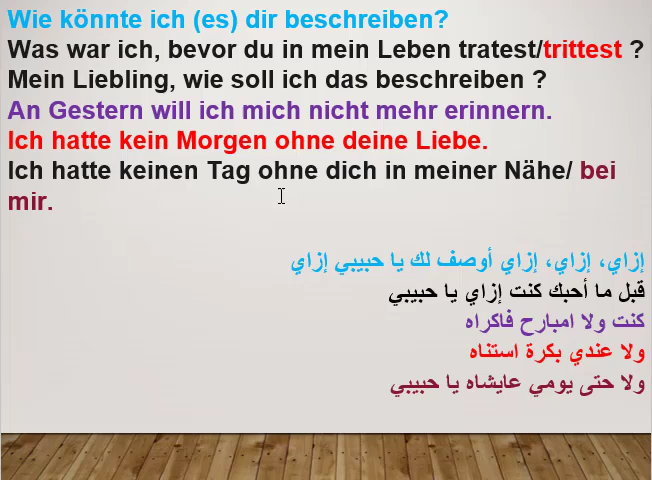 Wie könnte ich (es) dir beschreiben?
Was war ich, bevor du in mein Leben tratest/trittest ?
Mein Liebling, wie soll ich das beschreiben ?
An Gestern will ich mich nicht mehr erinnern.
Ich hatte kein Morgen ohne deine Liebe.
Ich hatte keinen Tag ohne dich in meiner Nähe/ bei
mir.
إزاي، إزاي، إزاي أوصف لك يا حبيبي إزاي
قبل ما أحبك كنت إزاي يا حبيبي
كنت ولا امبارح فاكراه
ولا عندي بكرة استناه
ولا حتى يومي عايشاه يا حبيبي